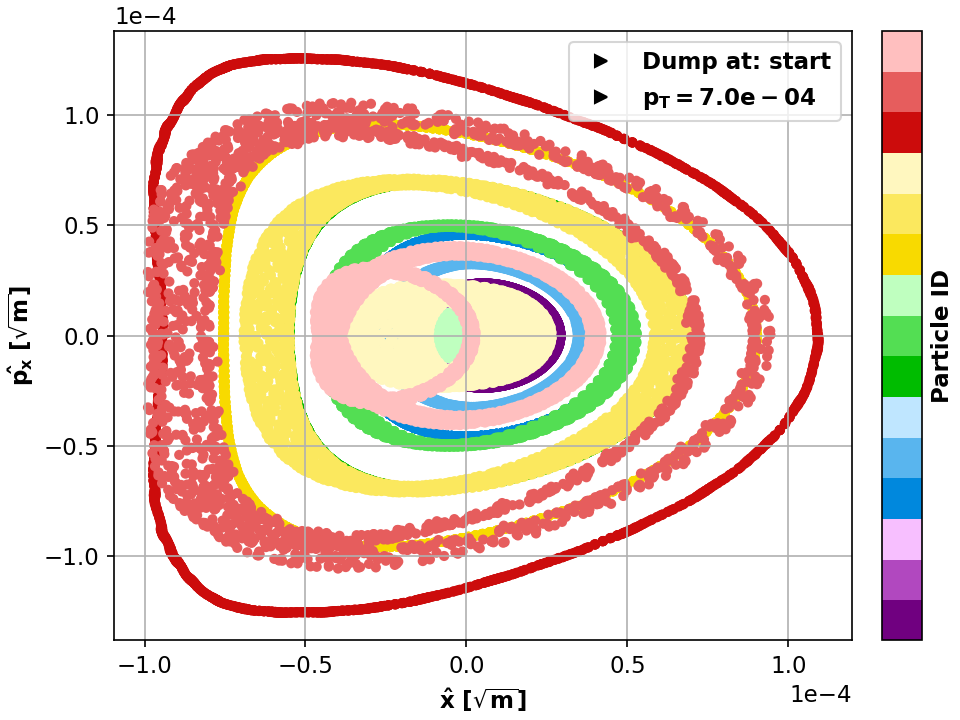 1e−4
Dump at: start
p_T = 7.0e − 04
1.0
0.5
0.0
−0.5
−1.0
p̂_x [√m]
−1.0 −0.5 0.0 0.5 1.0
1e−4
x̂ [√m]
Particle ID